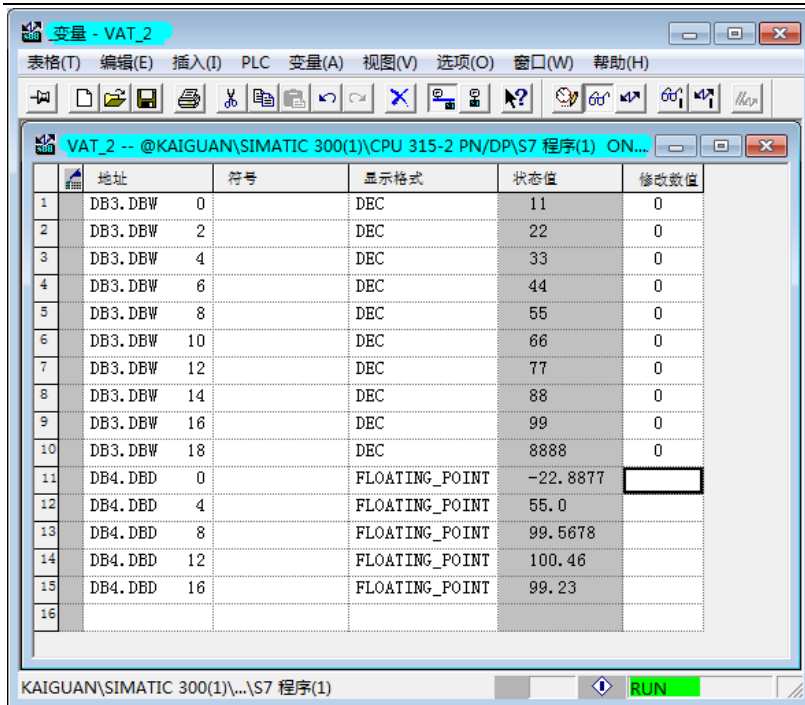 变量 - VAT_2
表格(T) 编辑(E) 插入(I) PLC 变量(A) 视图(V) 选项(O) 窗口(W) 帮助(H)
VAT_2 -- @KAIGUAN\SIMATIC 300(1)\CPU 315-2 PN/DP\S7 程序(1) ON...
地址 符号 显示格式 状态值 修改数值
1 DB3.DBW 0 DEC 11 0
2 DB3.DBW 2 DEC 22 0
3 DB3.DBW 4 DEC 33 0
4 DB3.DBW 6 DEC 44 0
5 DB3.DBW 8 DEC 55 0
6 DB3.DBW 10 DEC 66 0
7 DB3.DBW 12 DEC 77 0
8 DB3.DBW 14 DEC 88 0
9 DB3.DBW 16 DEC 99 0
10 DB3.DBW 18 DEC 8888 0
11 DB4.DBD 0 FLOATING_POINT -22.8877
12 DB4.DBD 4 FLOATING_POINT 55.0
13 DB4.DBD 8 FLOATING_POINT 99.5678
14 DB4.DBD 12 FLOATING_POINT 100.46
15 DB4.DBD 16 FLOATING_POINT 99.23
16
KAIGUAN\SIMATIC 300(1)\...\S7 程序(1) RUN